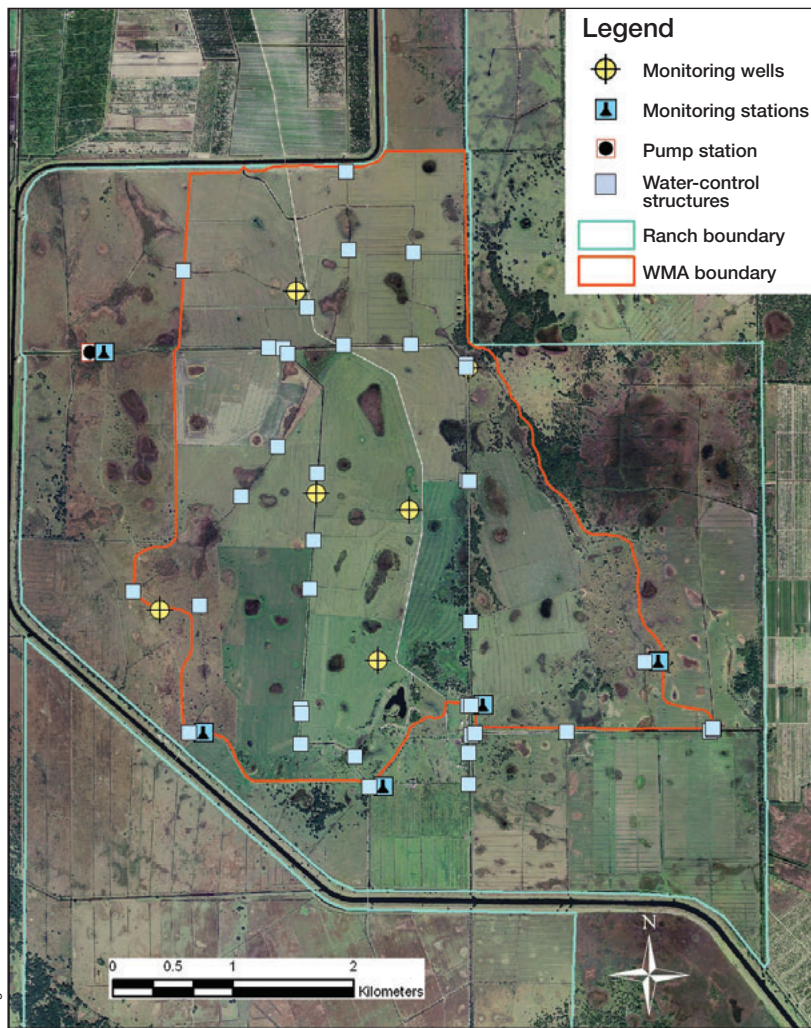 Legend
Monitoring wells
Monitoring stations
Pump station
Water-control
structures
Ranch boundary
WMA boundary
N
0 0.5 1 2
Kilometers